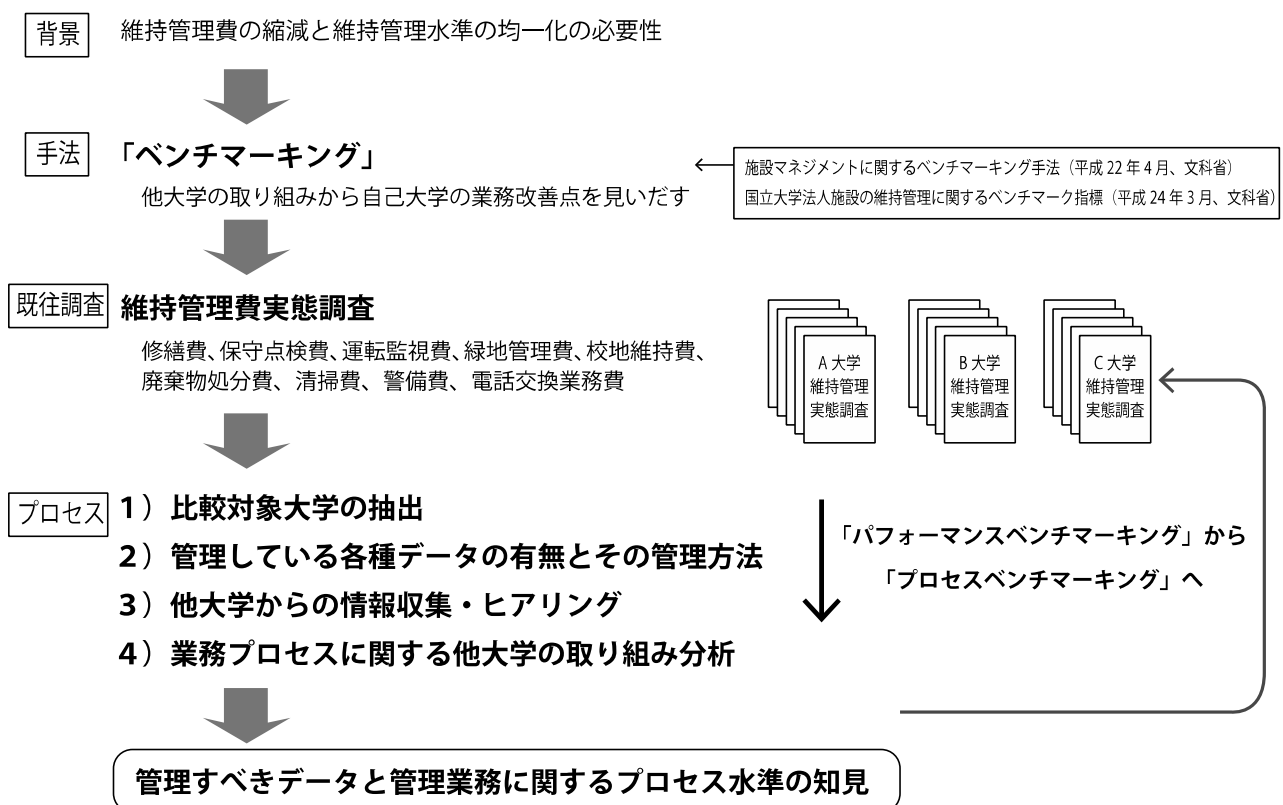 背景
維持管理費の縮減と維持管理水準の均一化の必要性
手法
「ベンチマーキング」
他大学の取り組みから自己大学の業務改善点を見いだす
施設マネジメントに関するベンチマーキング手法（平成 22 年 4 月、文科省）
国立大学法人施設の維持管理に関するベンチマーク指標（平成 24 年 3 月、文科省）
既往調査
維持管理費実態調査
修繕費、保守点検費、運転監視費、緑地管理費、校地維持費、
廃棄物処分費、清掃費、警備費、電話交換業務費
A 大学
維持管理
実態調査
B 大学
維持管理
実態調査
C 大学
維持管理
実態調査
プロセス
1）比較対象大学の抽出
2）管理している各種データの有無とその管理方法
3）他大学からの情報収集・ヒアリング
4）業務プロセスに関する他大学の取り組み分析
「パフォーマンスベンチマーキング」から
「プロセスベンチマーキング」へ
管理すべきデータと管理業務に関するプロセス水準の知見